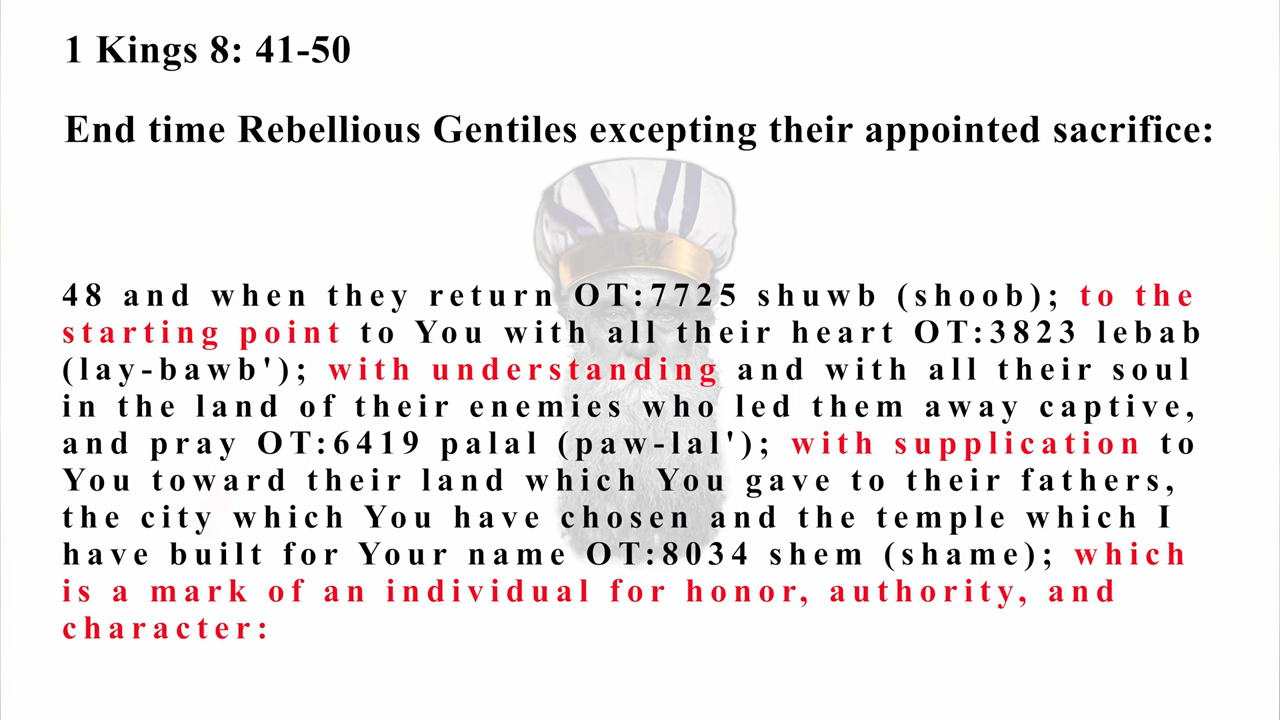 1 Kings 8: 41-50
End time Rebellious Gentiles excepting their appointed sacrifice:
48 and when they return OT:7725 shuwb (shoob); to the
starting point to You with all their heart OT:3823 lebab
(lay-bawb'); with understanding and with all their soul
in the land of their enemies who led them away captive,
and pray OT:6419 palal (paw-lal'); with supplication to
You toward their land which You gave to their fathers,
the city which You have chosen and the temple which I
have built for Your name OT:8034 shem (shame); which
is a mark of an individual for honor, authority, and
character: